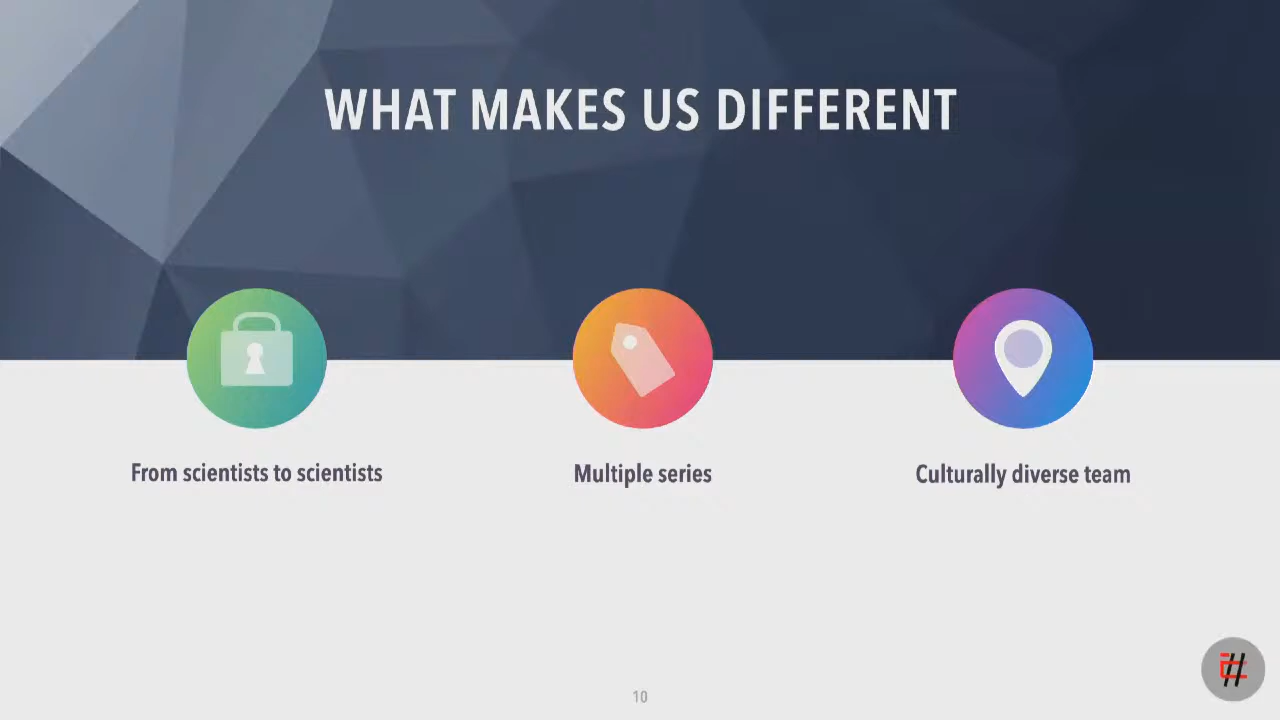 WHAT MAKES US DIFFERENT
From scientists to scientists
Multiple series
Culturally diverse team
10